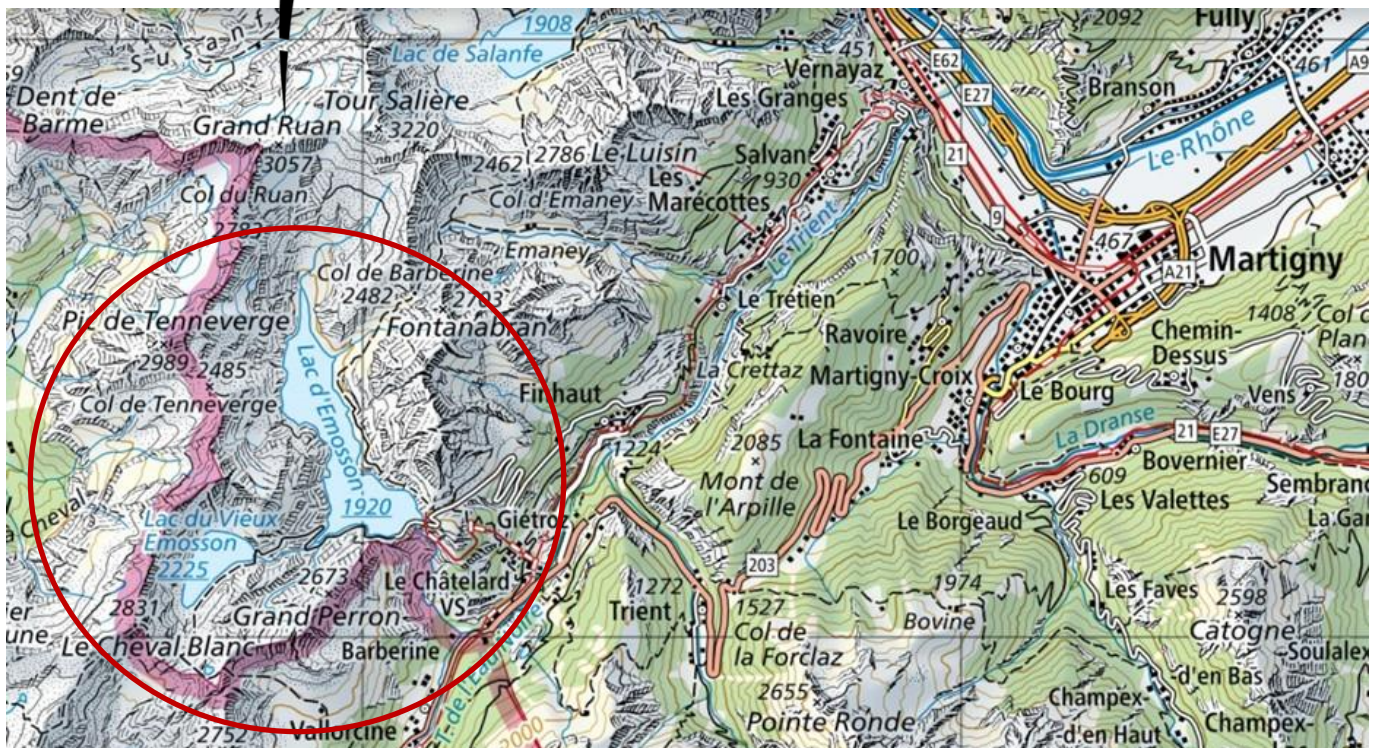 1908
2092
Fully
Susanf
Lac de Salanfe
451
E62
461
A9
59
Vernayaz
Dent de
Barme
Tour Salière
Les Granges
E27
Branson
Grand Ruan
3220
Le Rhône
3057
2462
2786
Le Luisin
Salvan
930
21
Col du Ruan
Col d'Emaney
Les
Marécottes
Le Trient
9
2783
Emaney
467
Martigny
Col de Barberine
2482
2793
1700
A21
Le Trétien
Pic de Tenneverge
Fontanabran
Ravoire
1408
Chemin-
Dessus
2989
2485
La Crettaz
Martigny-Croix
180
Col de Tenneverge
Finhaut
Le Bourg
Vens
Lac d'Emosson
La Dranse
21
E27
1224
2085
La Fontaine
609
Bovernier
Cheval
1920
Mont de
l'Arpille
Les Valettes
Sembranc
Lac du Vieux
Emosson
Giétroz
Le Borgeaud
2225
203
2673
Le Châtelard
VS
1272
1974
Les Faves
2598
2831
Grand Perron
Trient
1527
Col de
la Forclaz
Bovine
Catogne
Le Cheval Blanc
Barberine
Soulalex
-d'en Bas
2655
Champex-
-d'en Haut
Champex-
2752
Vallorcine
2000
Pointe Ronde